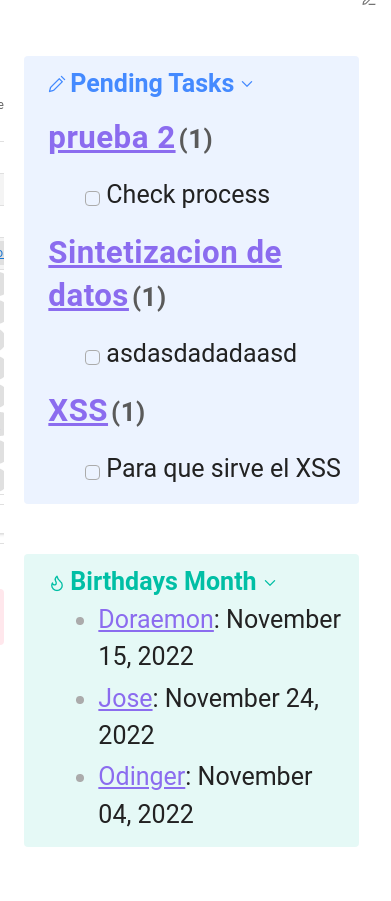 Pending Tasks
prueba 2 (1)
Check process
Sintetizacion de
datos (1)
asdasdadadaasd
XSS (1)
Para que sirve el XSS
Birthdays Month
Doraemon: November
15, 2022
Jose: November 24,
2022
Odinger: November
04, 2022